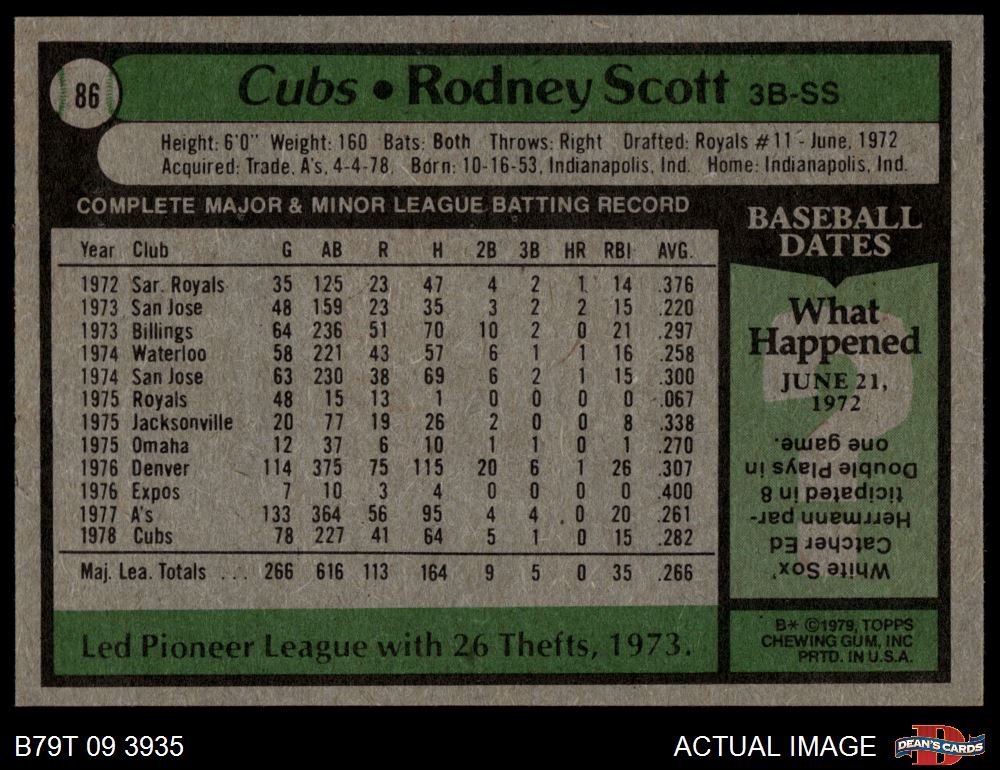 86
Cubs • Rodney Scott 3B-SS
Height: 6'0" Weight: 160 Bats: Both Throws: Right Drafted: Royals #11 - June, 1972
Acquired: Trade, A's, 4-4-78, Born: 10-16-53, Indianapolis, Ind. Home: Indianapolis, Ind.
COMPLETE MAJOR & MINOR LEAGUE BATTING RECORD
Year Club G AB R H 2B 3B HR RBI AVG.
1972 Sar. Royals 35 125 23 47 4 2 1 14 .376
1973 San Jose 48 159 23 35 3 2 2 15 .220
1973 Billings 64 236 51 70 10 2 0 21 .297
1974 Waterloo 58 221 43 57 6 1 1 16 .258
1974 San Jose 63 230 38 69 6 2 1 15 .300
1975 Royals 48 15 13 1 0 0 0 0 .067
1975 Jacksonville 20 77 19 26 2 0 0 8 .338
1975 Omaha 12 37 6 10 1 1 0 1 .270
1976 Denver 114 375 75 115 20 6 1 26 .307
1976 Expos 7 10 3 4 0 0 0 0 .400
1977 A's 133 364 56 95 4 4 0 20 .261
1978 Cubs 78 227 41 64 5 1 0 15 .282
Maj. Lea. Totals ... 266 616 113 164 9 5 0 35 .266
Led Pioneer League with 26 Thefts, 1973.
BASEBALL
DATES
What
Happened
JUNE 21,
1972
White Sox'
Catcher Ed
Herrmann par-
ticipated in 8
Double Plays in
one game.
B* ©1979, TOPPS
CHEWING GUM, INC
PRTD. IN U.S.A.
B79T 09 3935
ACTUAL IMAGE
D
DEAN'S CARDS